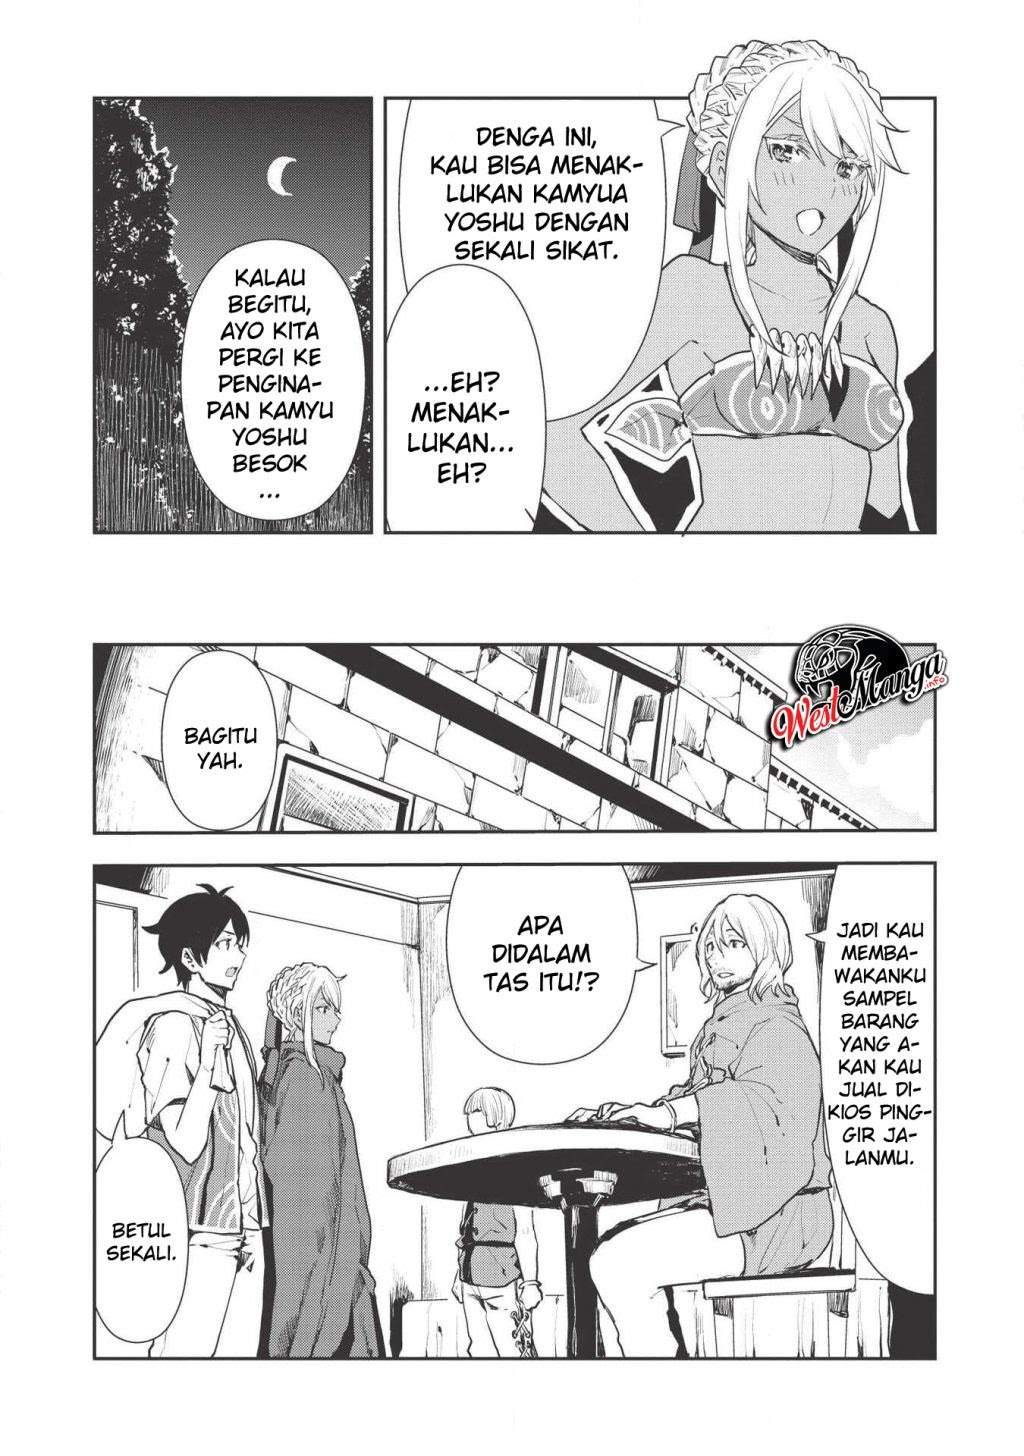 DENGA INI,
KAU BISA MENAK-
LUKAN KAMYUA
YOSHU DENGAN
SEKALI SIKAT.
...EH?
MENAK-
LUKAN...
EH?
KALAU
BEGITU,
AYO KITA
PERGI KE
PENGINA-
PAN KAMYU
YOSHU
BESOK
...
WestManga
.info
BAGITU
YAH.
JADI KAU
MEMBA-
WAKANKU
SAMPEL
BARANG
YANG A-
KAN KAU
JUAL DI-
KIOS PING-
GIR JA-
LANMU.
APA
DIDALAM
TAS ITU!?
BETUL
SEKALI.